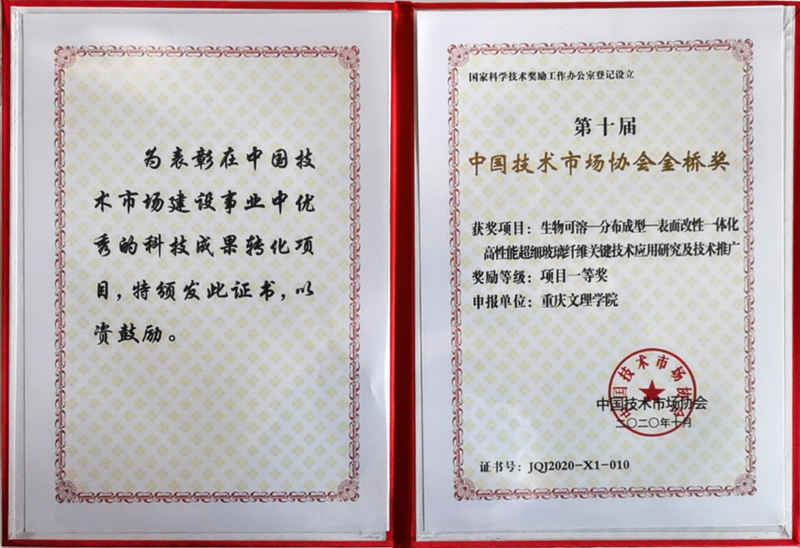 为表彰在中国技
术市场建设事业中优
秀的科技成果转化项
目，特颁发此证书，以
资鼓励。
国家科学技术奖励工作办公室登记设立
第十届
中国技术市场协会金桥奖
获奖项目：生物可溶—分布成型—表面改性一体化
高性能超细玻璃纤维关键技术应用研究及技术推广
奖励等级：项目一等奖
申报单位：重庆文理学院
中国技术市场协会
中国技术市场协会
二〇二〇年十月
证书号：JQJ2020-X1-010